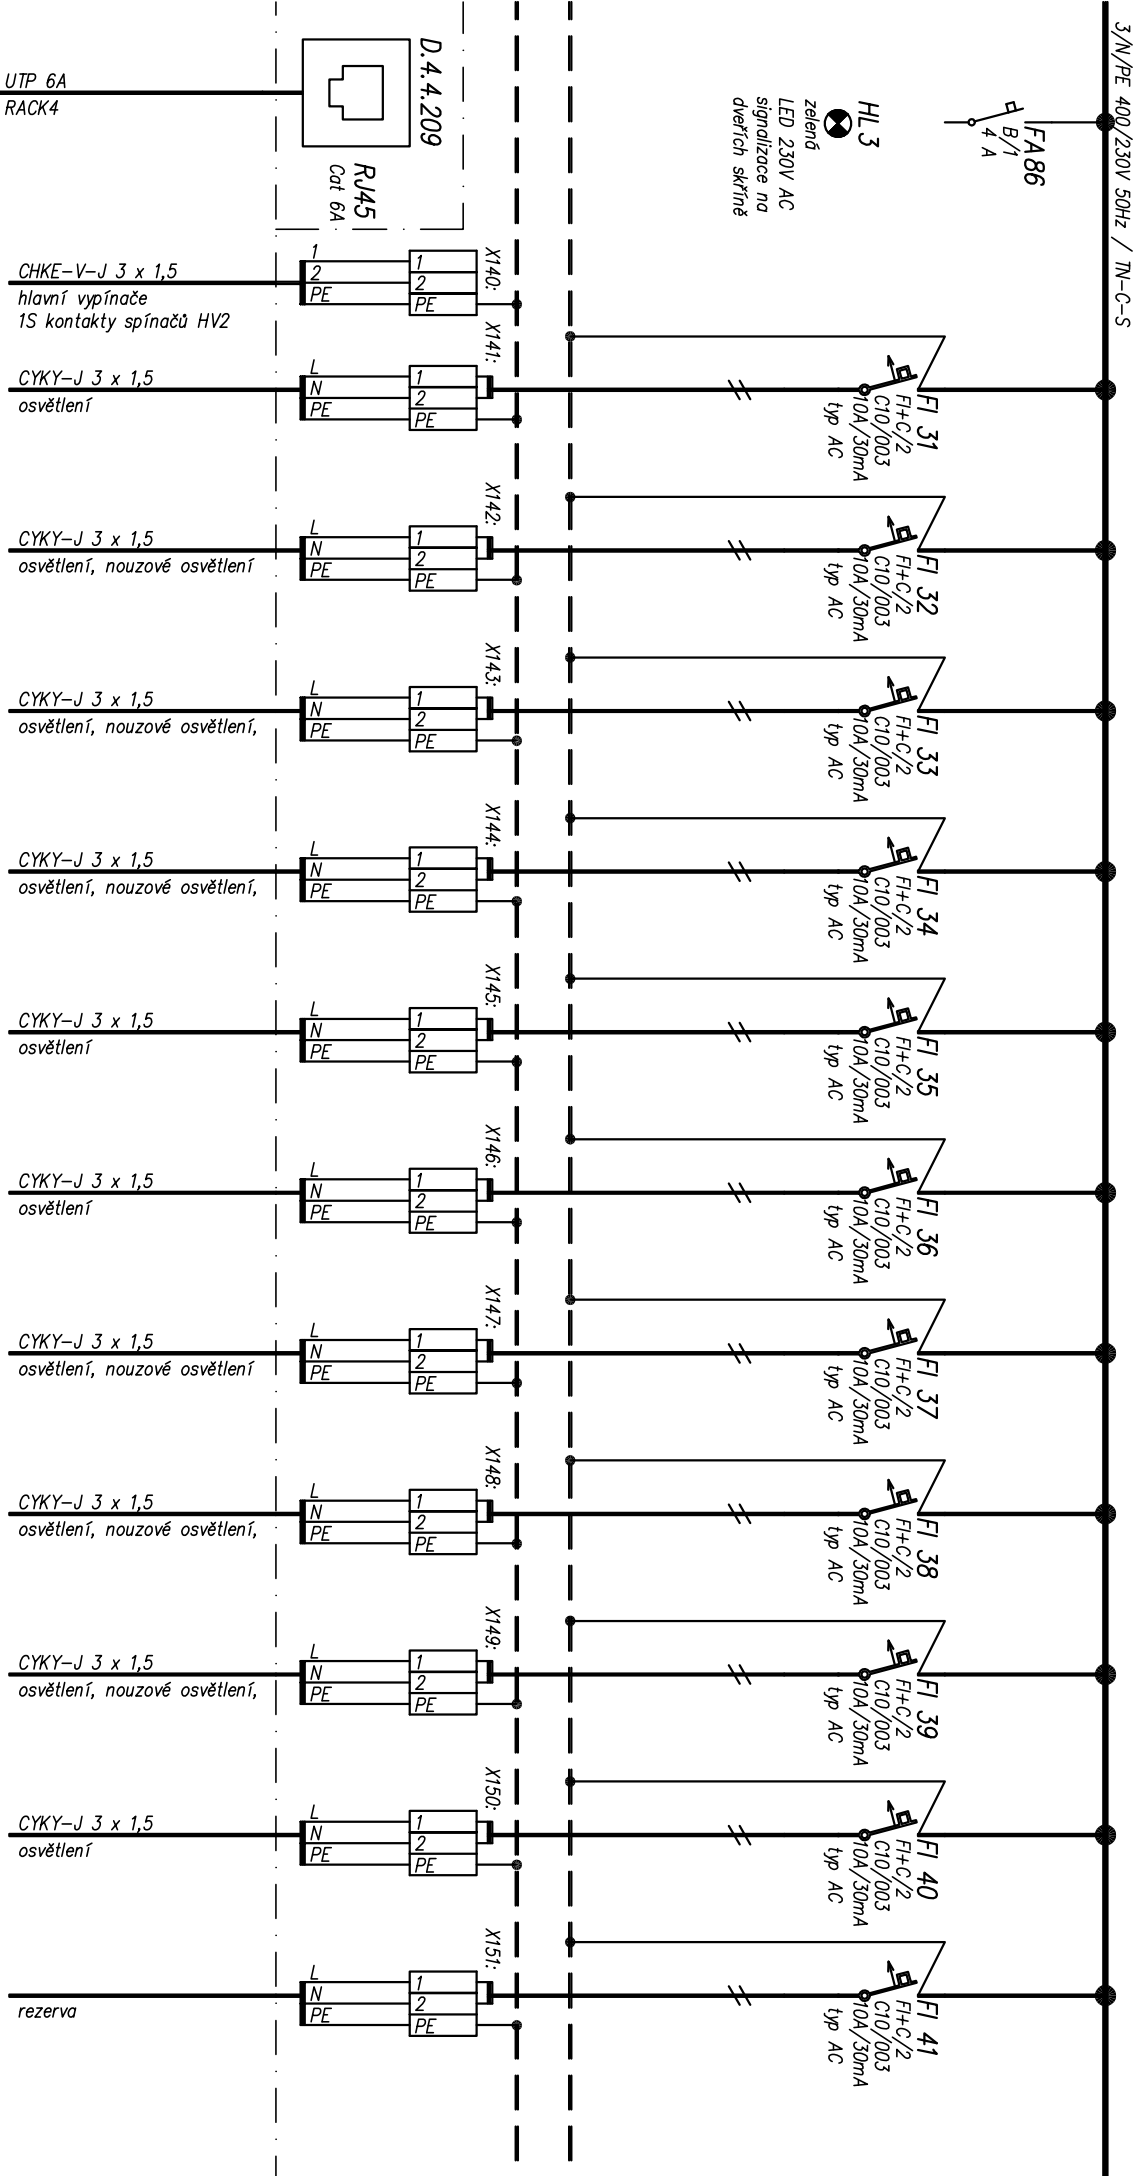 3/N/PE 400/230V 50Hz / TN-C-S
FA86
B/1
4 A
HL3
zelená
LED 230V AC
signalizace na
dveřích skříně
D.4.4.209
RJ45
Cat 6A
UTP 6A
RACK4
X140:
1
2
PE
1
2
PE
CHKE-V-J 3 x 1,5
hlavní vypínače
1S kontakty spínačů HV2
FI 31
FI+C/2
C10/003
10A/30mA
typ AC
X141:
1
2
PE
L
N
PE
CYKY-J 3 x 1,5
osvětlení
FI 32
FI+C/2
C10/003
10A/30mA
typ AC
X142:
1
2
PE
L
N
PE
CYKY-J 3 x 1,5
osvětlení, nouzové osvětlení
FI 33
FI+C/2
C10/003
10A/30mA
typ AC
X143:
1
2
PE
L
N
PE
CYKY-J 3 x 1,5
osvětlení, nouzové osvětlení,
FI 34
FI+C/2
C10/003
10A/30mA
typ AC
X144:
1
2
PE
L
N
PE
CYKY-J 3 x 1,5
osvětlení, nouzové osvětlení,
FI 35
FI+C/2
C10/003
10A/30mA
typ AC
X145:
1
2
PE
L
N
PE
CYKY-J 3 x 1,5
osvětlení
FI 36
FI+C/2
C10/003
10A/30mA
typ AC
X146:
1
2
PE
L
N
PE
CYKY-J 3 x 1,5
osvětlení
FI 37
FI+C/2
C10/003
10A/30mA
typ AC
X147:
1
2
PE
L
N
PE
CYKY-J 3 x 1,5
osvětlení, nouzové osvětlení
FI 38
FI+C/2
C10/003
10A/30mA
typ AC
X148:
1
2
PE
L
N
PE
CYKY-J 3 x 1,5
osvětlení, nouzové osvětlení,
FI 39
FI+C/2
C10/003
10A/30mA
typ AC
X149:
1
2
PE
L
N
PE
CYKY-J 3 x 1,5
osvětlení, nouzové osvětlení,
FI 40
FI+C/2
C10/003
10A/30mA
typ AC
X150:
1
2
PE
L
N
PE
CYKY-J 3 x 1,5
osvětlení
FI 41
FI+C/2
C10/003
10A/30mA
typ AC
X151:
1
2
PE
L
N
PE
rezerva